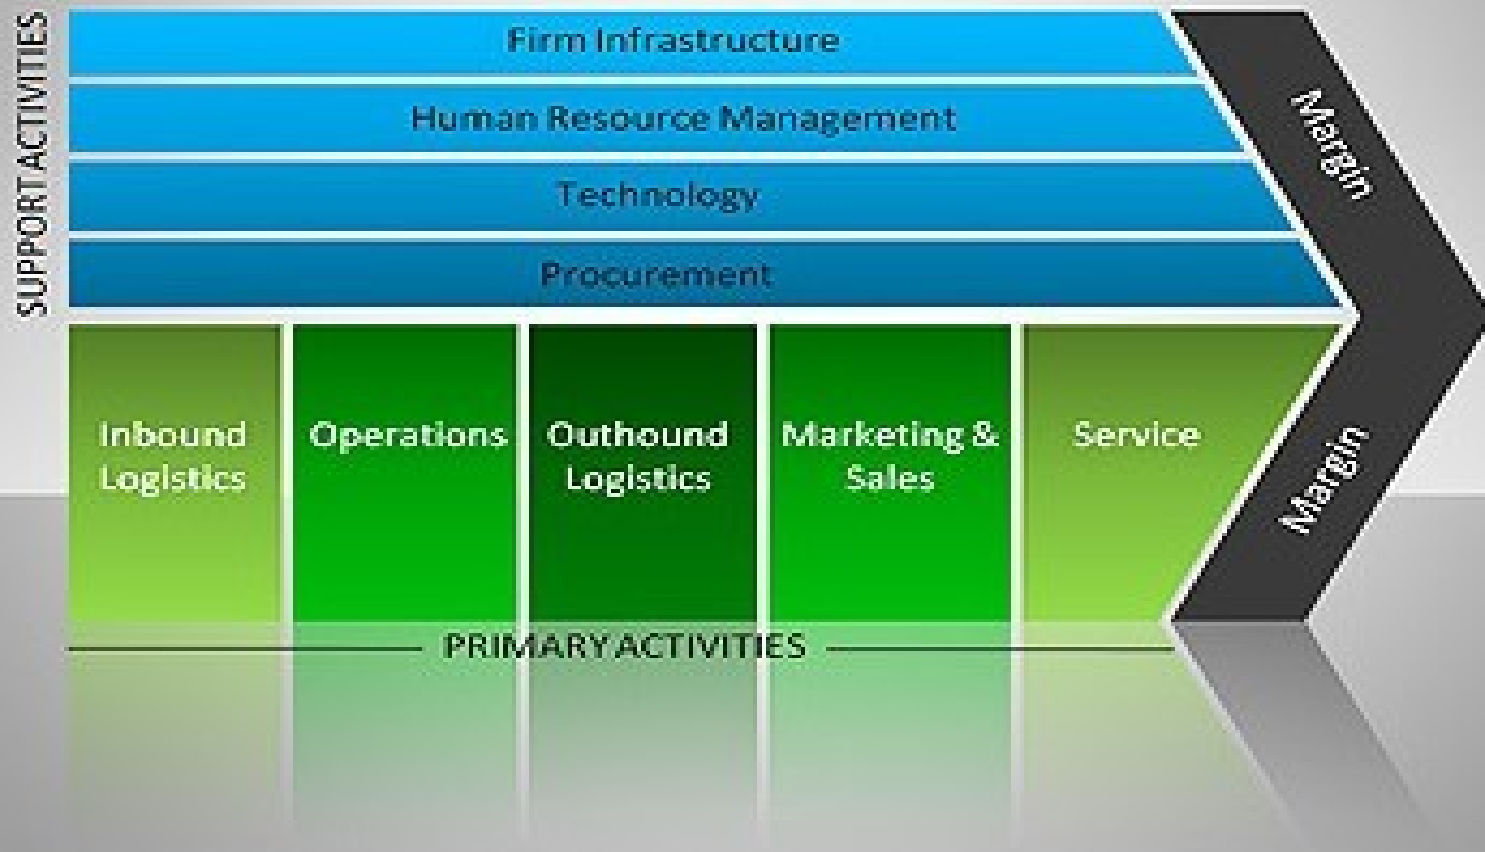 SUPPORT ACTIVITIES
Firm Infrastructure
Human Resource Management
Technology
Procurement
Margin
Inbound
Logistics
Operations
Outhound
Logistics
Marketing &
Sales
Service
Margin
PRIMARY ACTIVITIES